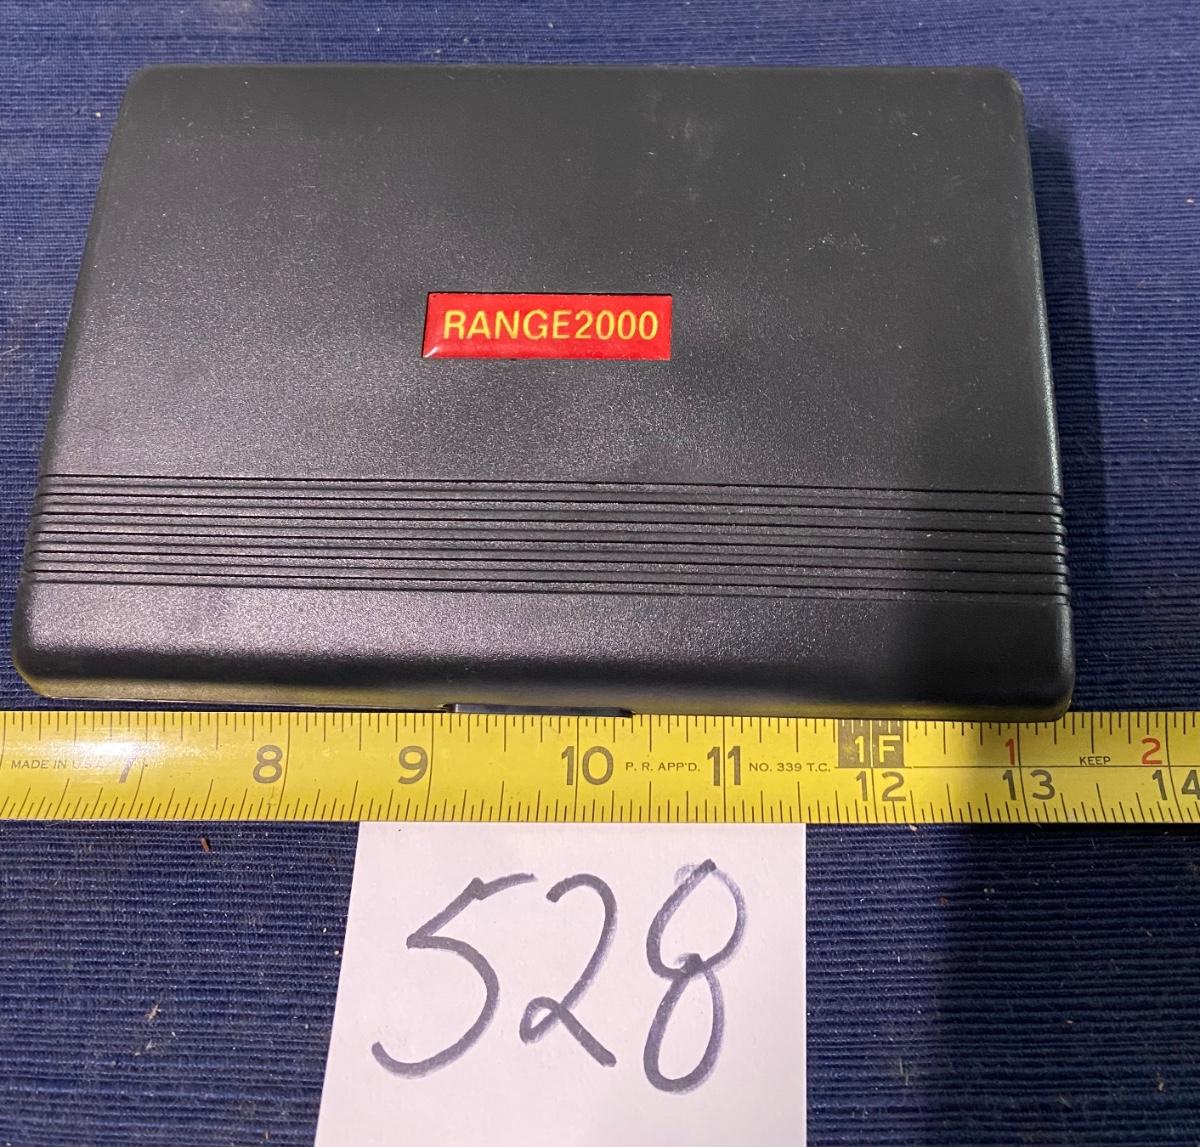 RANGE2000
1F 1 2
MADE IN U.S.A. 7 8 9 10 P. R. APP'D. 11 NO. 339 T.C. 12 13 KEEP 14
528